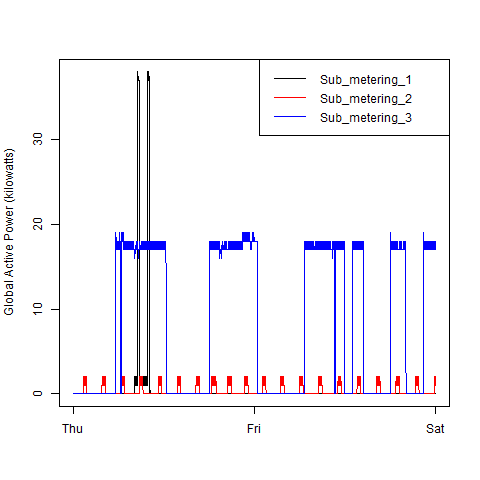 Sub_metering_1
Sub_metering_2
Sub_metering_3
Global Active Power (kilowatts)
30
20
10
0
Thu Fri Sat